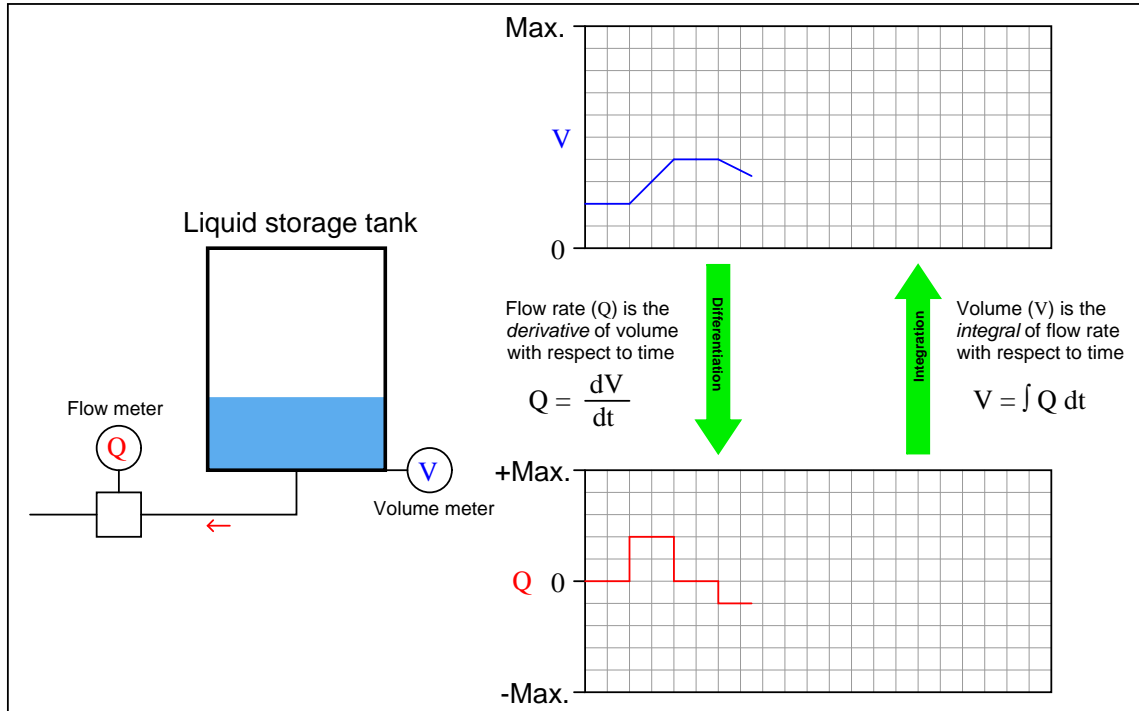 Max.
V
0
Liquid storage tank
Flow meter
Q
V
Volume meter
Flow rate (Q) is the
derivative of volume
with respect to time
Q = dV
dt
Differentiation
Integration
Volume (V) is the
integral of flow rate
with respect to time
V = ∫ Q dt
+Max.
Q 0
-Max.